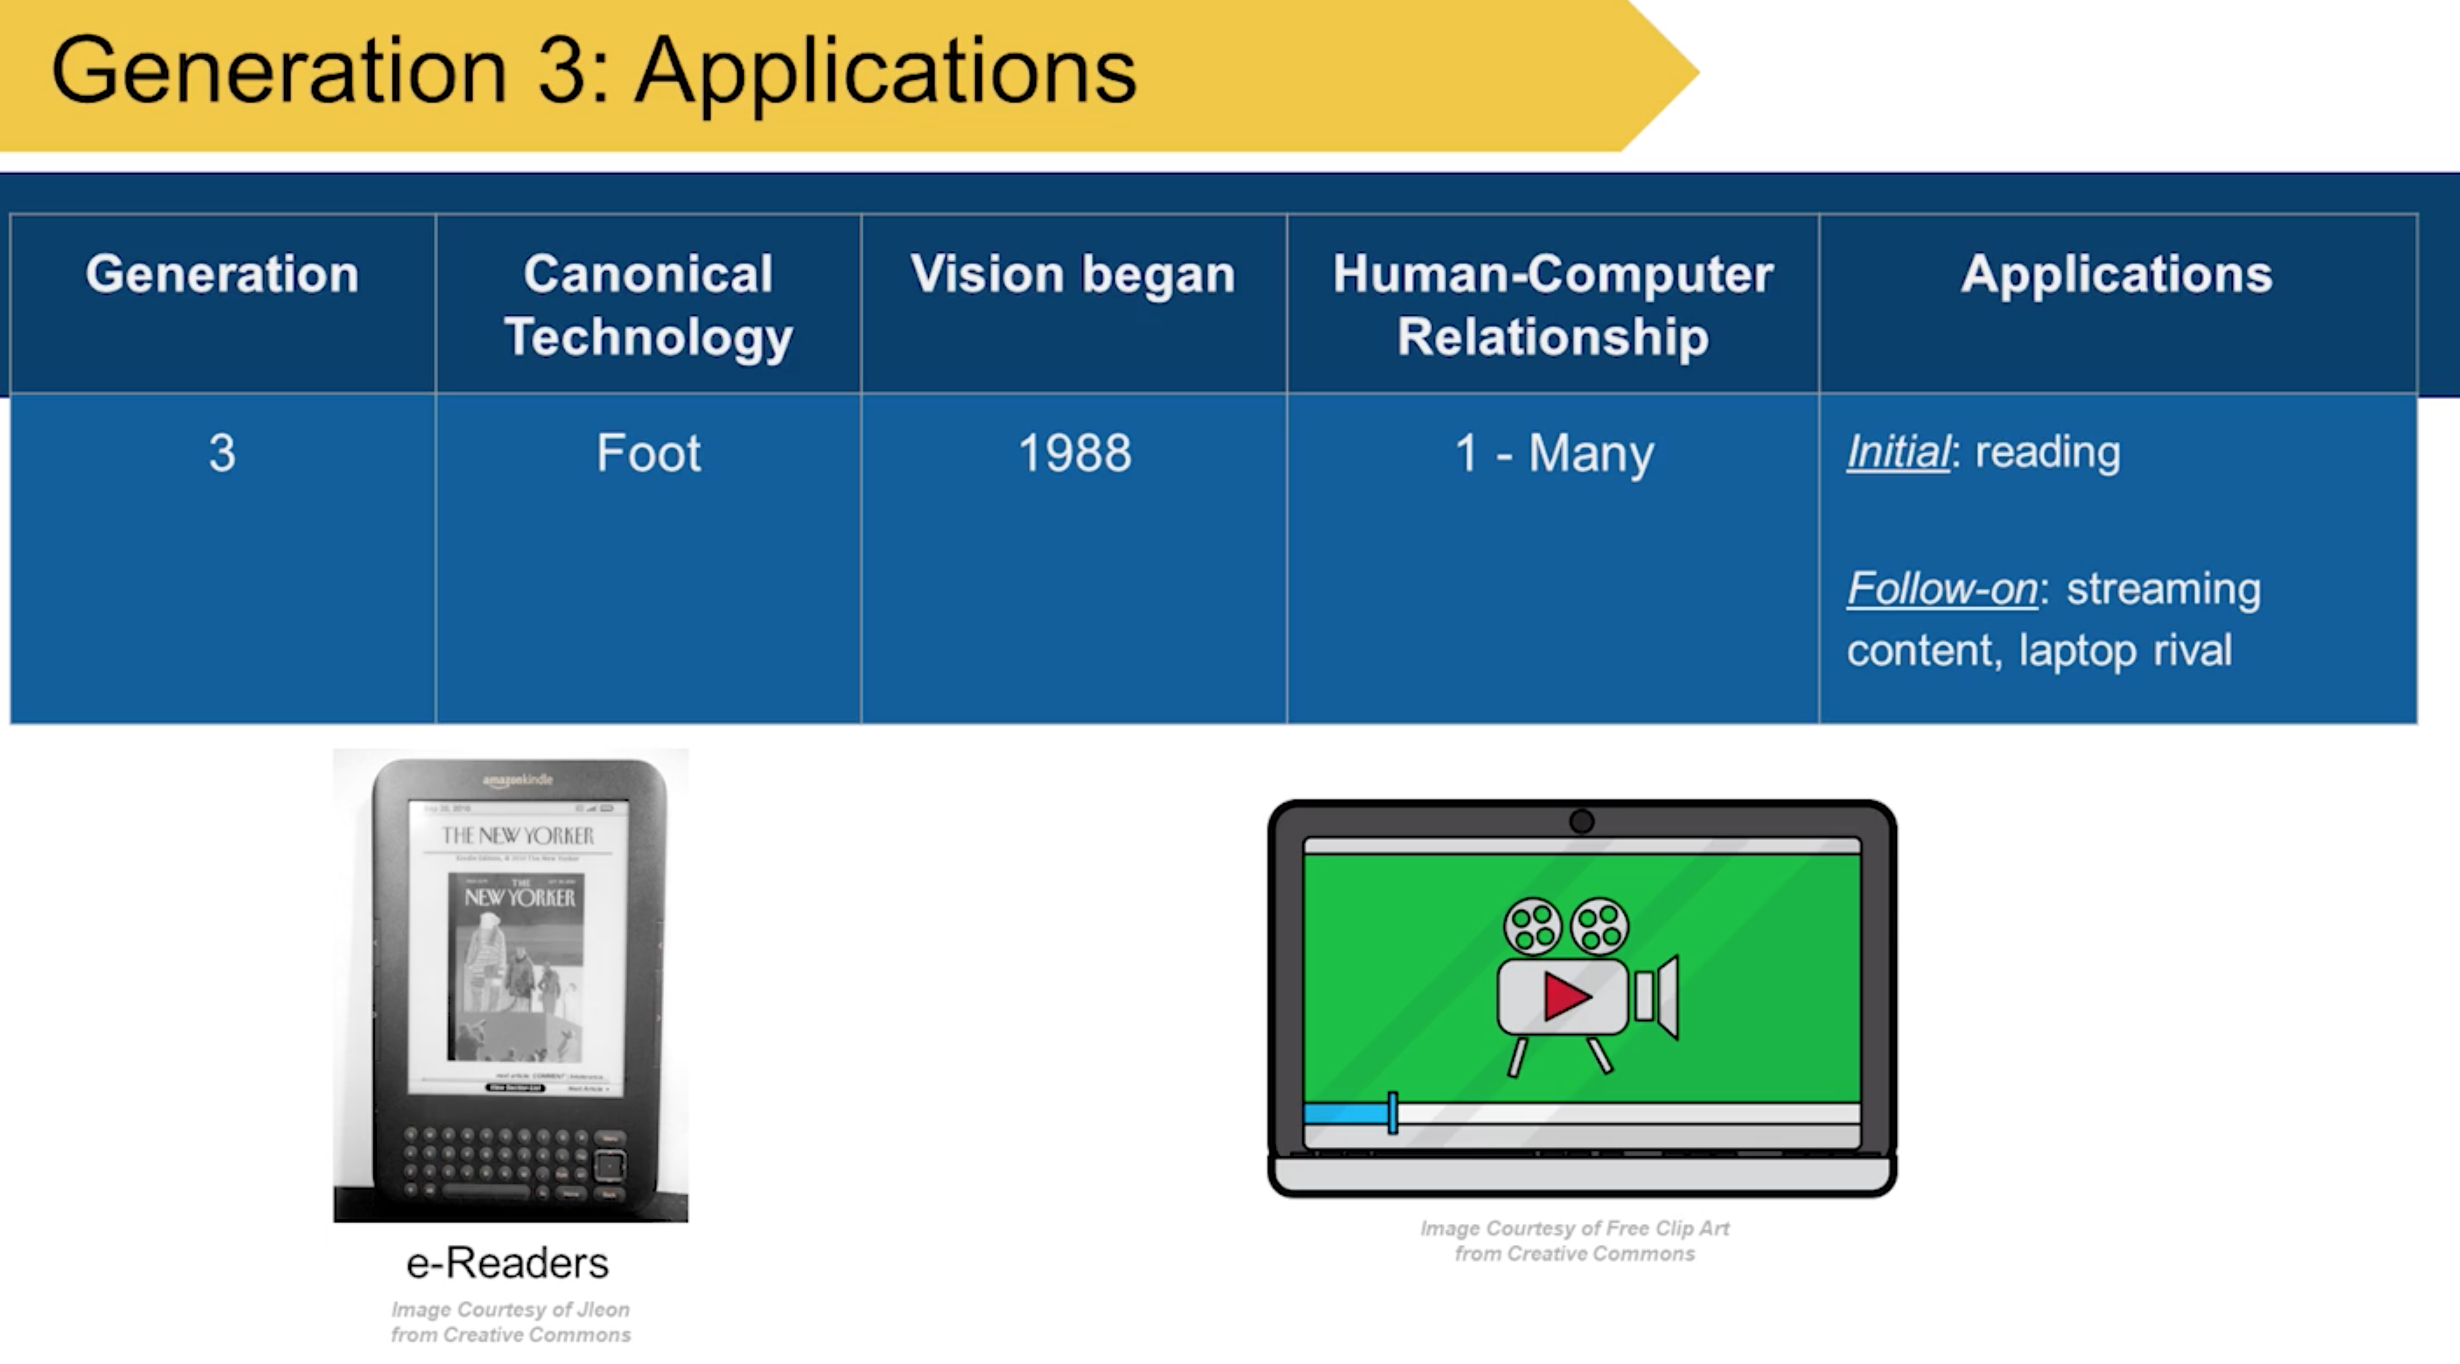 Generation 3: Applications
Generation
Canonical
Technology
Vision began
Human-Computer
Relationship
Applications
3
Foot
1988
1 - Many
Initial: reading
Follow-on: streaming
content, laptop rival
amazonkindle
THE NEW YORKER
THE
NEW YORKER
e-Readers
Image Courtesy of Jleon
from Creative Commons
Image Courtesy of Free Clip Art
from Creative Commons